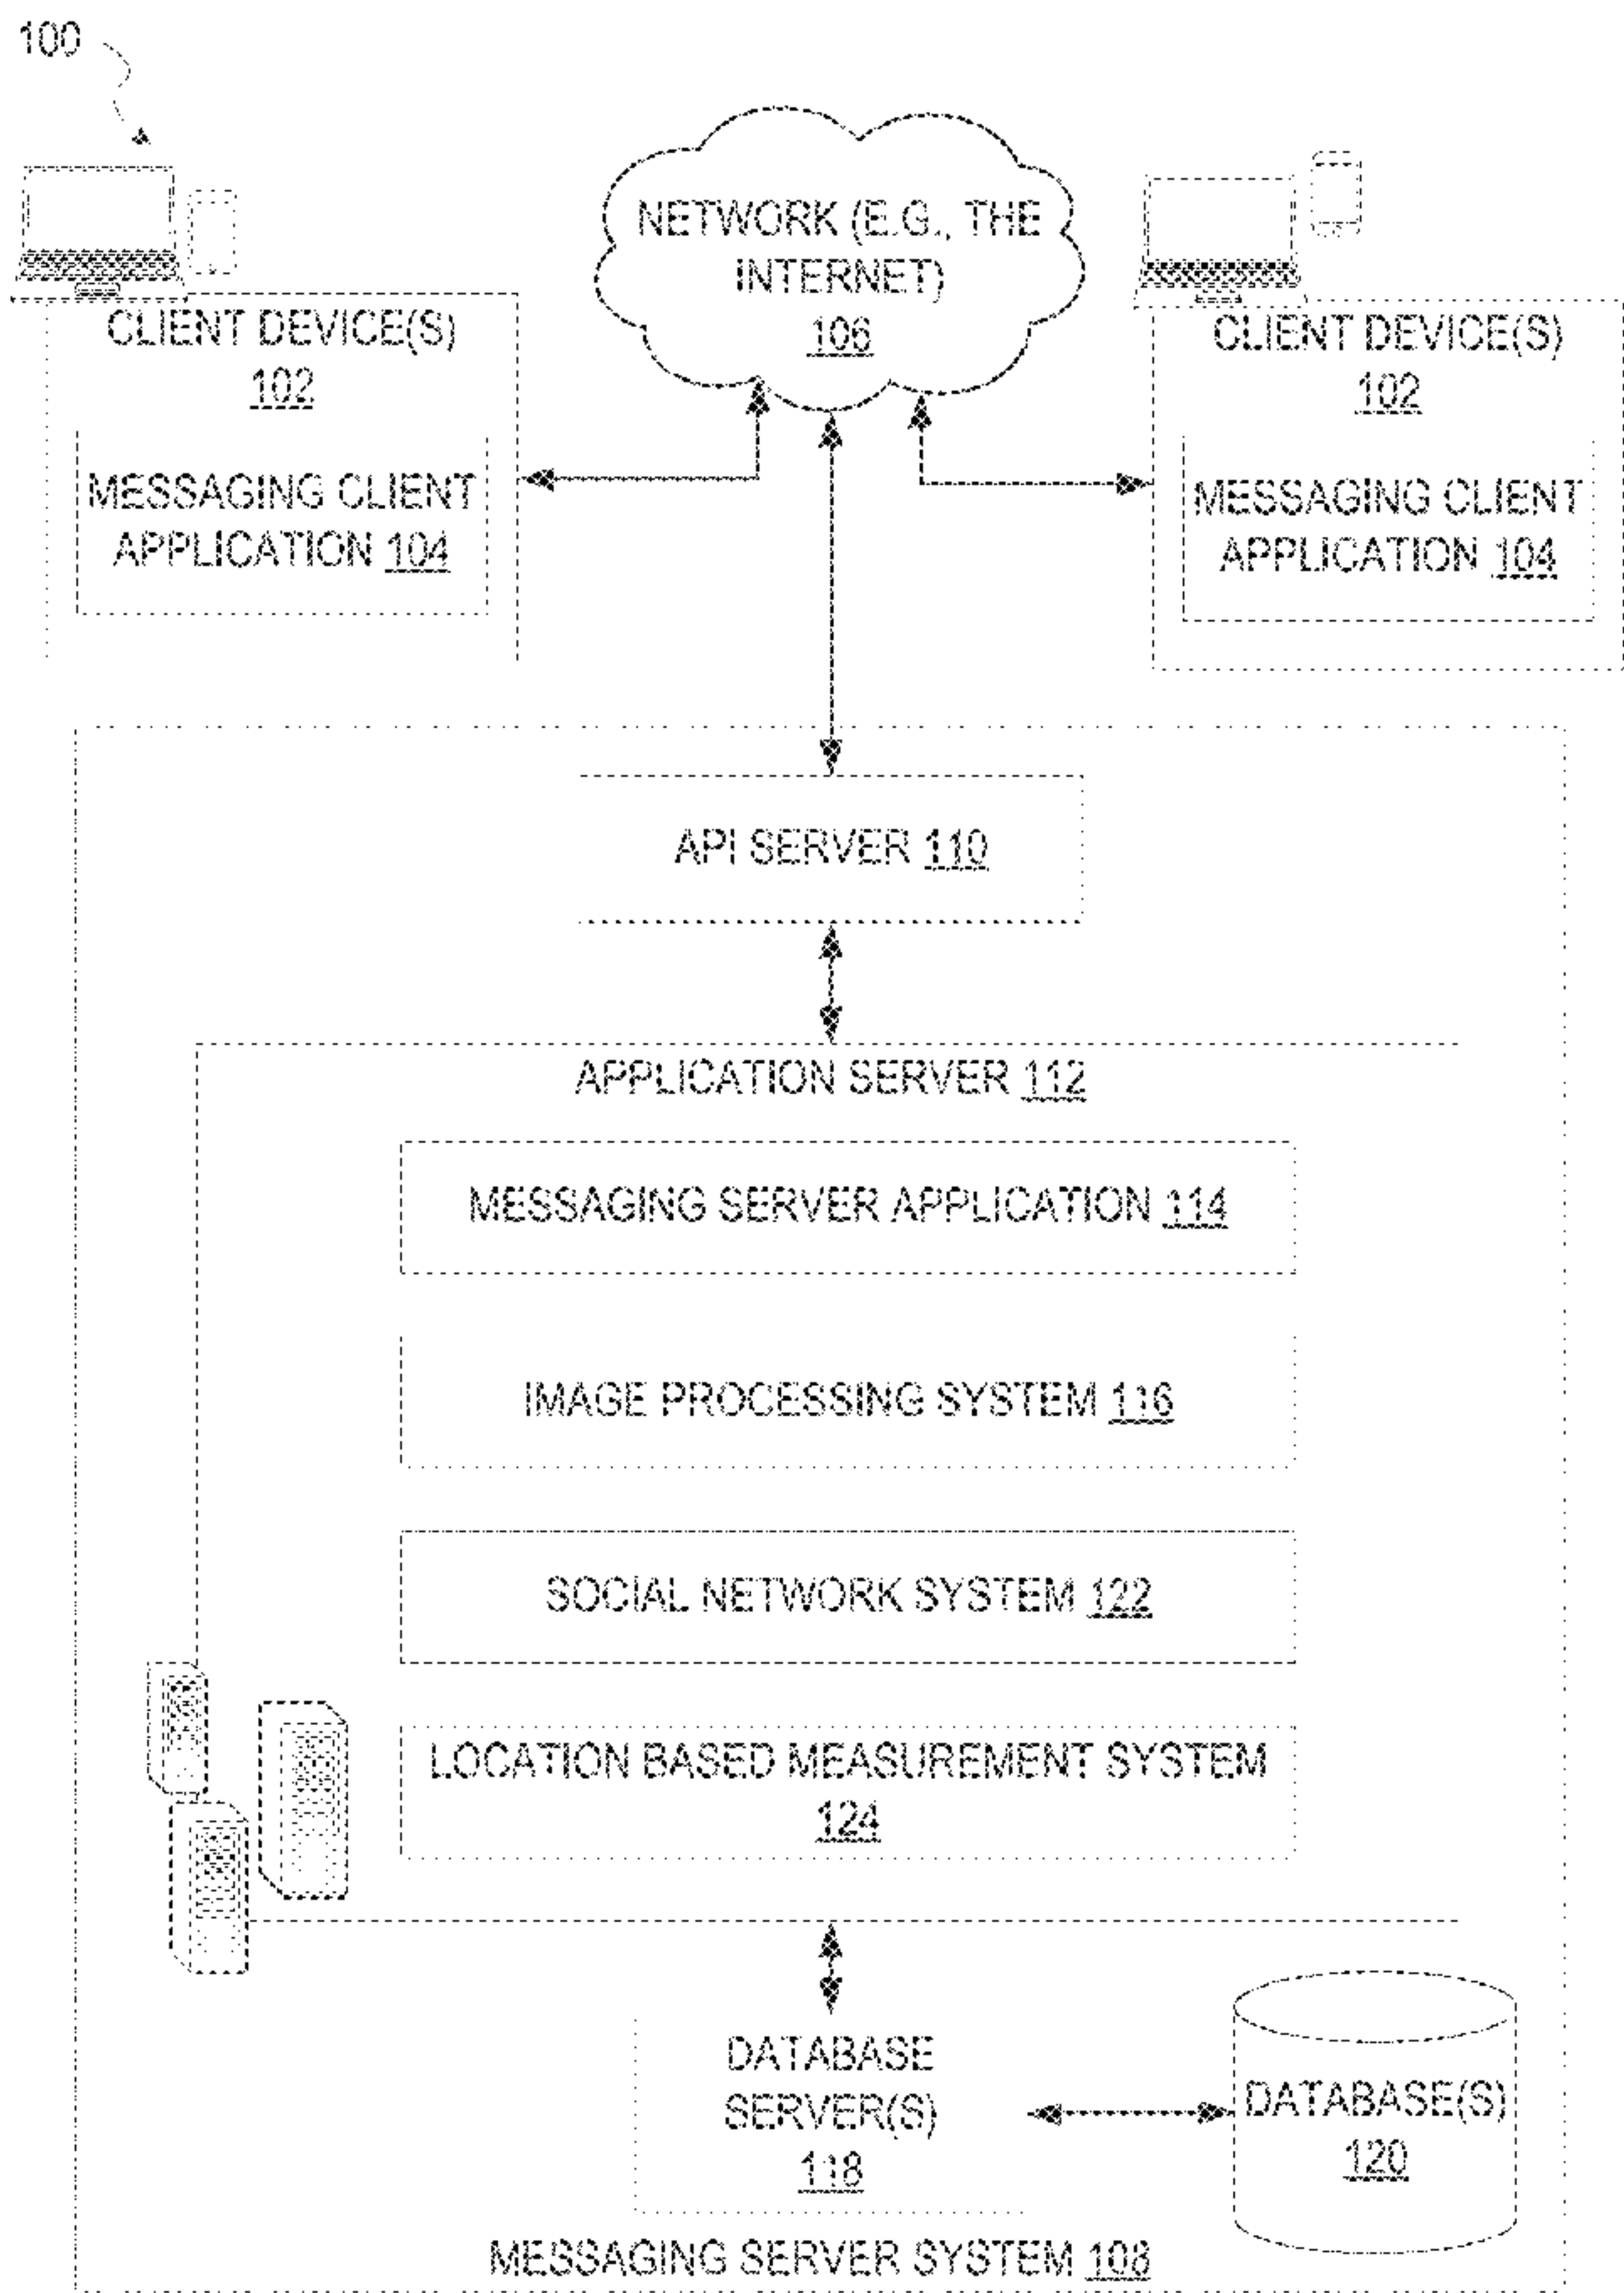 100
NETWORK (E.G., THE
INTERNET)
106
CLIENT DEVICE(S)
102
MESSAGING CLIENT
APPLICATION 104
CLIENT DEVICE(S)
102
MESSAGING CLIENT
APPLICATION 104
API SERVER 110
APPLICATION SERVER 112
MESSAGING SERVER APPLICATION 114
IMAGE PROCESSING SYSTEM 116
SOCIAL NETWORK SYSTEM 122
LOCATION BASED MEASUREMENT SYSTEM
124
DATABASE
SERVER(S)
118
DATABASE(S)
120
MESSAGING SERVER SYSTEM 108